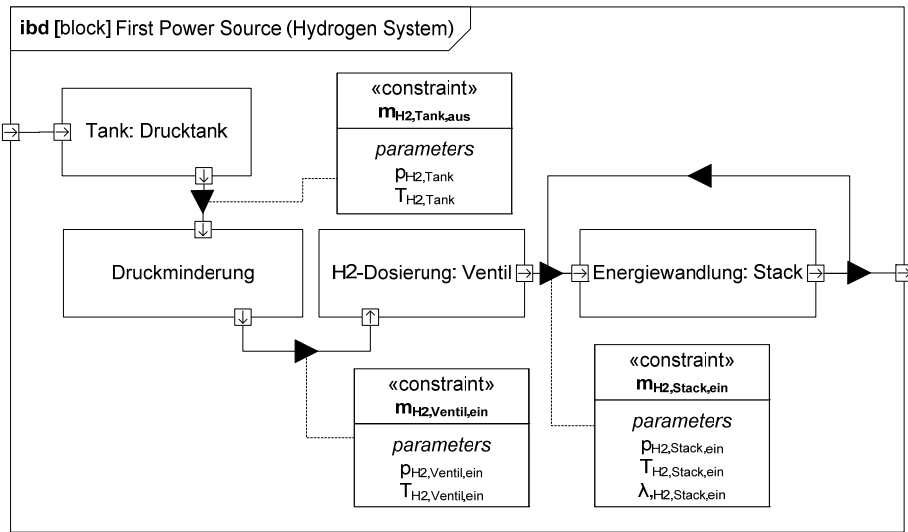 ibd [block] First Power Source (Hydrogen System)
Tank: Drucktank
«constraint»
mH2,Tank,aus
parameters
pH2,Tank
TH2,Tank
Druckminderung
H2-Dosierung: Ventil
Energiewandlung: Stack
«constraint»
mH2,Ventil,ein
parameters
pH2,Ventil,ein
TH2,Ventil,ein
«constraint»
mH2,Stack,ein
parameters
pH2,Stack,ein
TH2,Stack,ein
λ,H2,Stack,ein